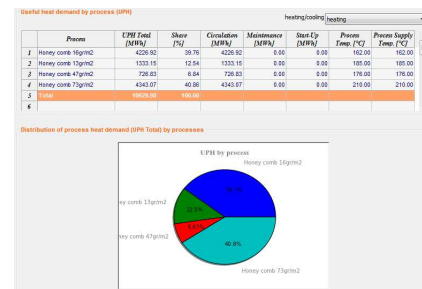 Useful heat demand by process (UPH)
heating/cooling heating
Process UPH Total [MWh] Share [%] Circulation [MWh] Maintenance [MWh] Start-Up [MWh] Process Temp. [°C] Process Supply Temp. [°C]
1 Honey comb 16gr/m2 4226.92 39.76 4226.92 0.00 0.00 162.00 162.00
2 Honey comb 13gr/m2 1333.15 12.54 1333.15 0.00 0.00 185.00 185.00
3 Honey comb 47gr/m2 726.83 6.84 726.83 0.00 0.00 176.00 176.00
4 Honey comb 73gr/m2 4343.07 40.86 4343.07 0.00 0.00 210.00 210.00
5 Total 10629.98 100.00
6
Distribution of process heat demand (UPH Total) by processes
UPH by process
Honey comb 16gr/m2
ey comb 13gr/m2
ney comb 47gr/m2
40.8%
Honey comb 73gr/m2